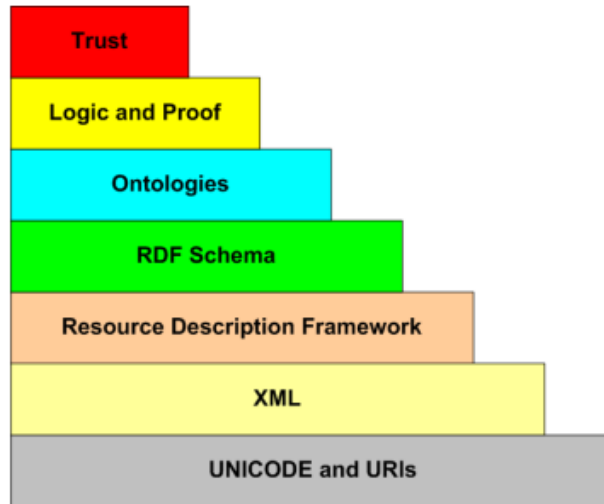 Trust
Logic and Proof
Ontologies
RDF Schema
Resource Description Framework
XML
UNICODE and URIs